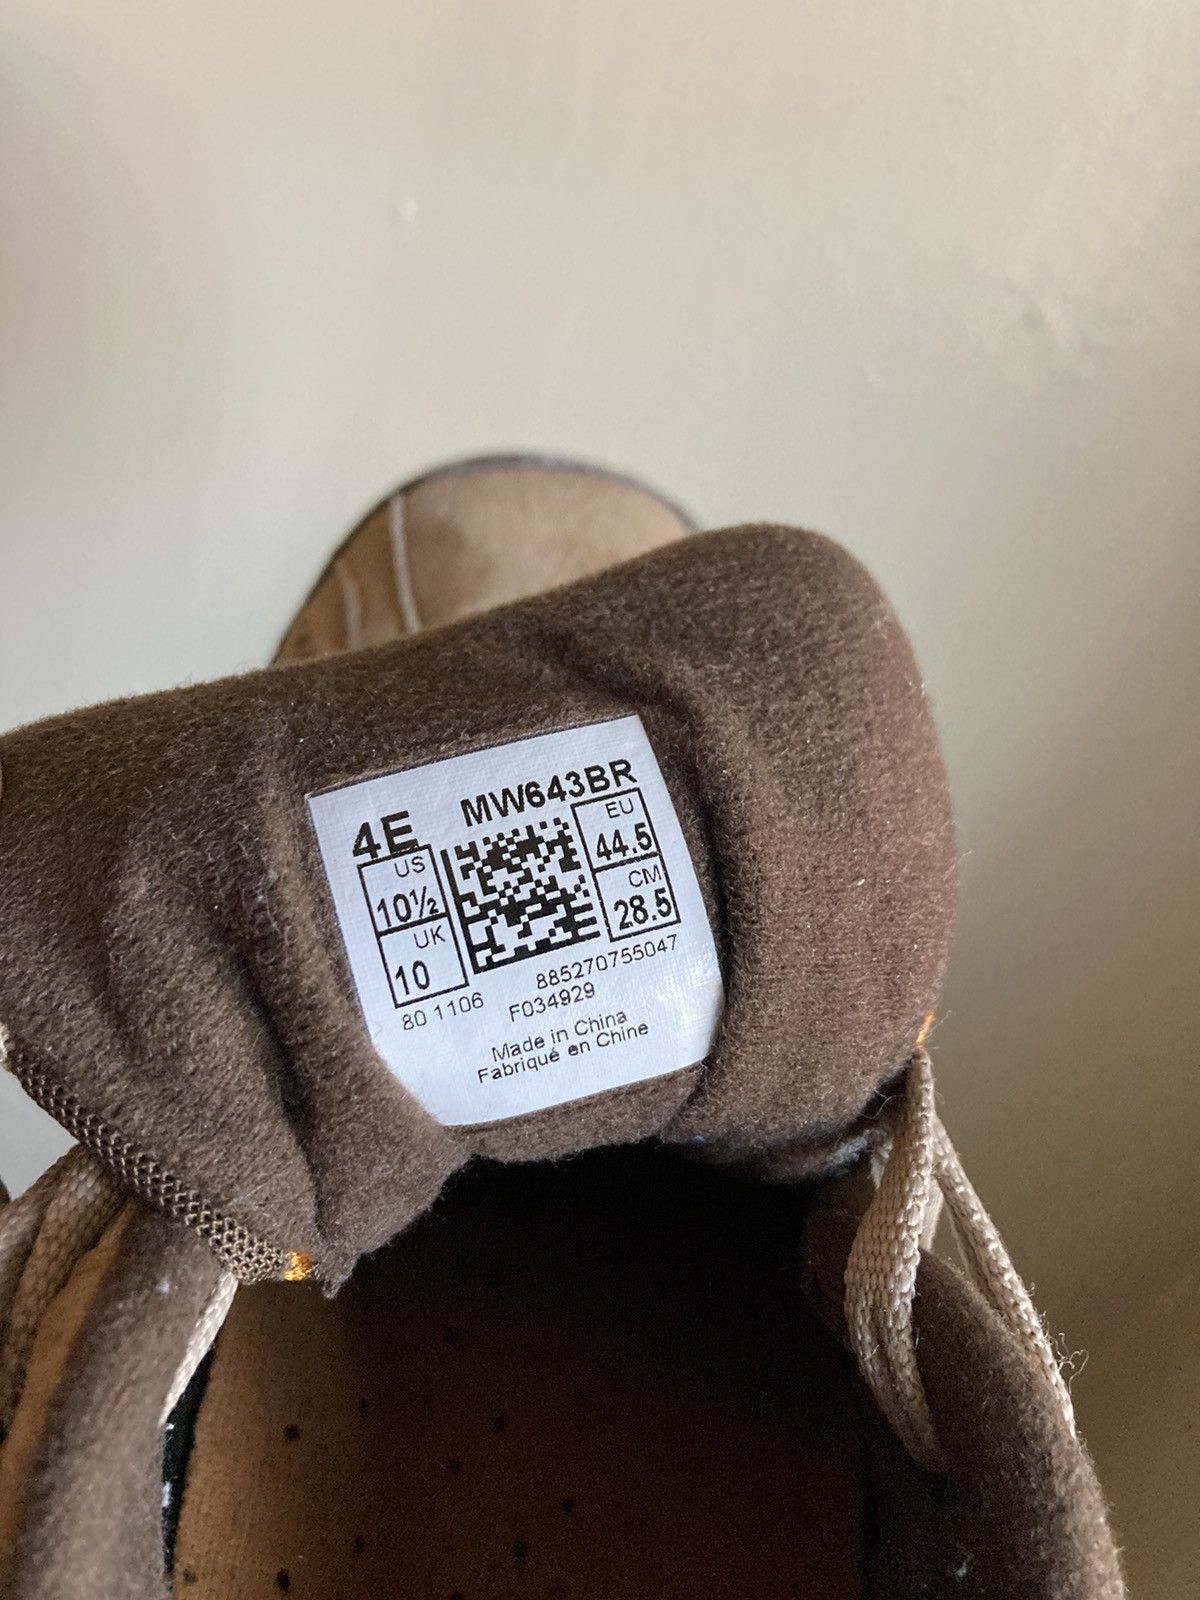 4E MW643BR
US
10½
UK
10
EU
44.5
CM
28.5
80 1106
885270755047
F034929
Made in China
Fabriqué en Chine